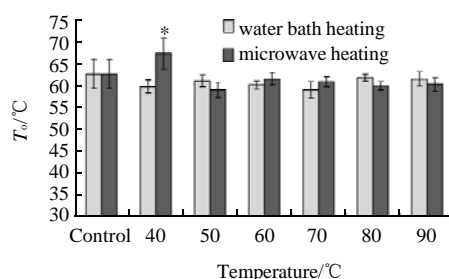 75
70
65
60
55
50
45
40
35
30
T₀/℃
*
water bath heating
microwave heating
Control 40 50 60 70 80 90
Temperature/℃